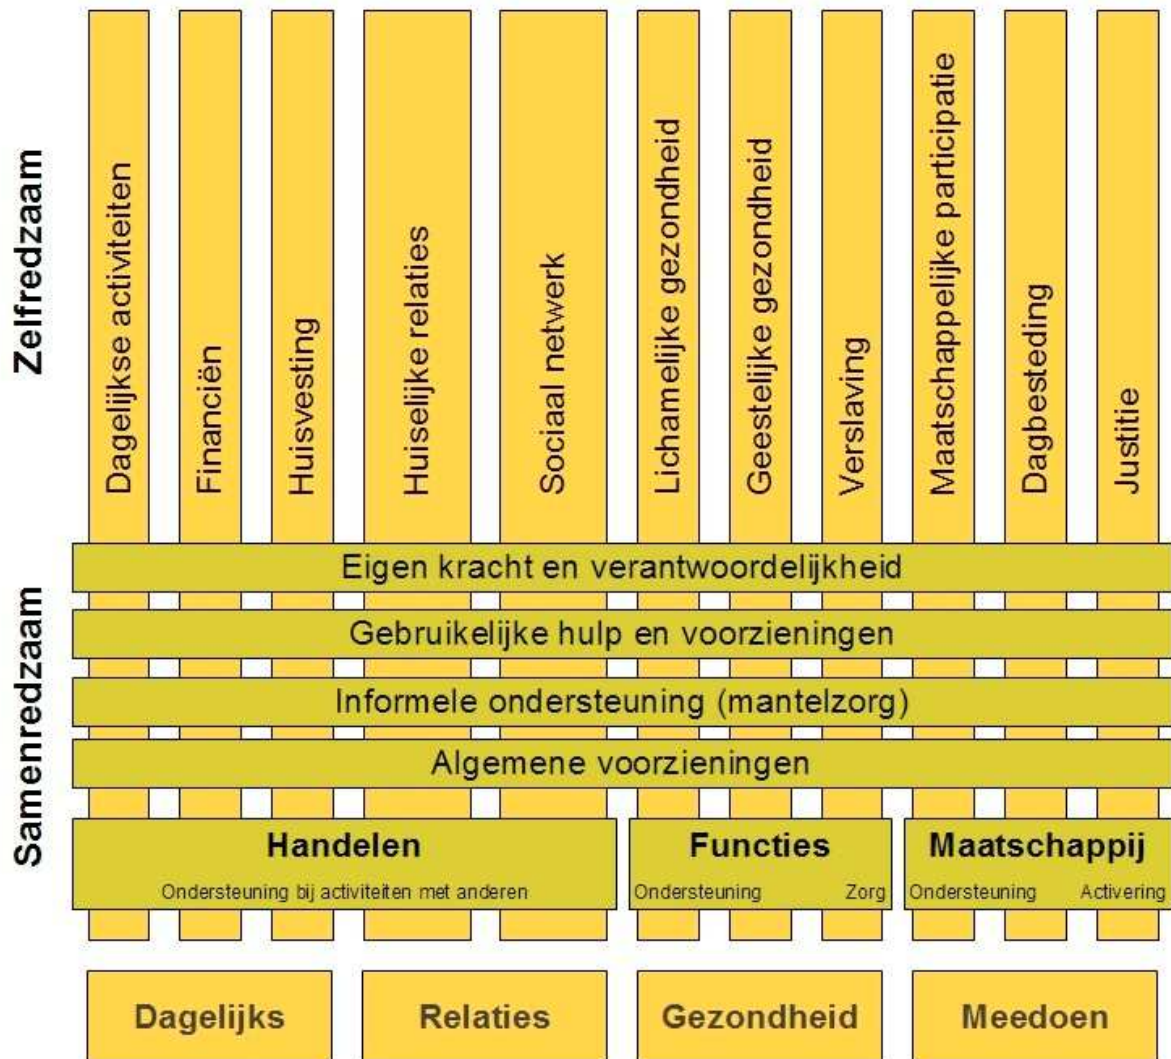 Zelfredzaam
Dagelijkse activiteiten
Financiën
Huisvesting
Huiselijke relaties
Sociaal netwerk
Lichamelijke gezondheid
Geestelijke gezondheid
Verslaving
Maatschappelijke participatie
Dagbesteding
Justitie
Samenredzaam
Eigen kracht en verantwoordelijkheid
Gebruikelijke hulp en voorzieningen
Informele ondersteuning (mantelzorg)
Algemene voorzieningen
Handelen
Ondersteuning bij activiteiten met anderen
Functies
Ondersteuning Zorg
Maatschappij
Ondersteuning Activering
Dagelijks
Relaties
Gezondheid
Meedoen